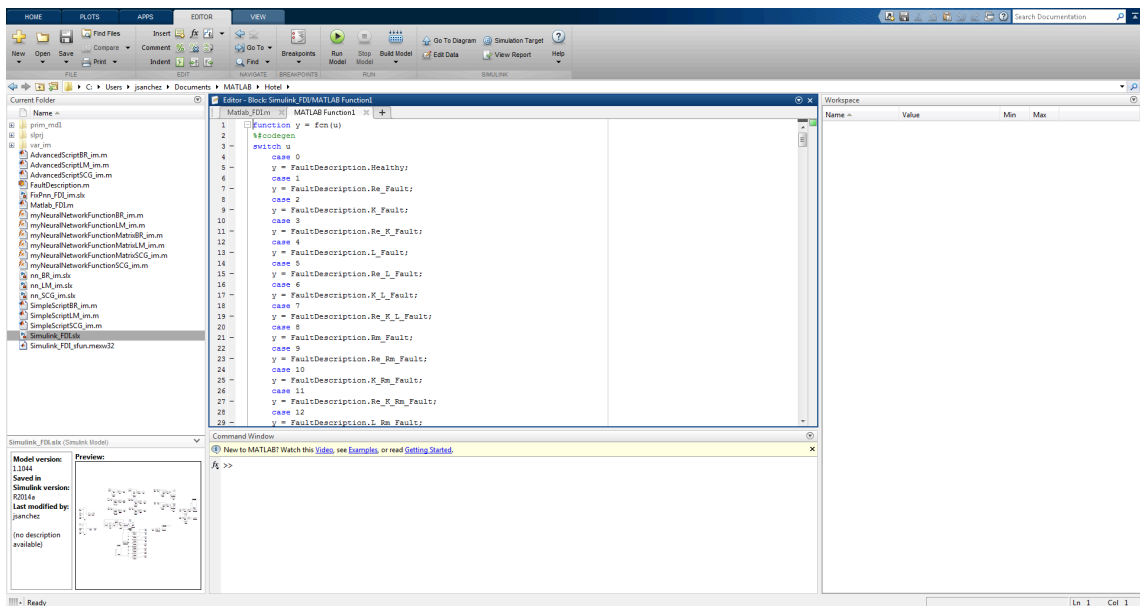 HOME PLOTS APPS EDITOR VIEW Search Documentation
New Open Save Find Files Compare Print Insert fx Comment Indent Go To Find Breakpoints Run Model Stop Model Build Model Go To Diagram Edit Data Simulation Target View Report Help
FILE EDIT NAVIGATE BREAKPOINTS RUN SIMULINK
C: Users jsanchez Documents MATLAB Hotel
Current Folder
Name
prim_mdl
slprj
var_im
AdvancedScriptBR_im.m
AdvancedScriptLM_im.m
AdvancedScriptSCG_im.m
FaultDescription.m
FixPnn_FDI_im.slx
Matlab_FDI.m
myNeuralNetworkFunctionBR_im.m
myNeuralNetworkFunctionLM_im.m
myNeuralNetworkFunctionMatrixBR_im.m
myNeuralNetworkFunctionMatrixLM_im.m
myNeuralNetworkFunctionMatrixSCG_im.m
myNeuralNetworkFunctionSCG_im.m
nn_BR_im.slx
nn_LM_im.slx
nn_SCG_im.slx
SimpleScriptBR_im.m
SimpleScriptLM_im.m
SimpleScriptSCG_im.m
Simulink_FDI.slx
Simulink_FDI_sfun.mexw32
Simulink_FDI.slx (Simulink Model)
Model version:
1.1044
Saved in
Simulink version:
R2014a
Last modified by:
jsanchez
(no description
available)
Preview:
Editor - Block: Simulink_FDI/MATLAB Function1
Matlab_FDI.m MATLAB Function1
1 function y = fcn(u)
2 %#codegen
3 - switch u
4 case 0
5 - y = FaultDescription.Healthy;
6 case 1
7 - y = FaultDescription.Re_Fault;
8 case 2
9 - y = FaultDescription.K_Fault;
10 case 3
11 - y = FaultDescription.Re_K_Fault;
12 case 4
13 - y = FaultDescription.L_Fault;
14 case 5
15 - y = FaultDescription.Re_L_Fault;
16 case 6
17 - y = FaultDescription.K_L_Fault;
18 case 7
19 - y = FaultDescription.Re_K_L_Fault;
20 case 8
21 - y = FaultDescription.Rm_Fault;
22 case 9
23 - y = FaultDescription.Re_Rm_Fault;
24 case 10
25 - y = FaultDescription.K_Rm_Fault;
26 case 11
27 - y = FaultDescription.Re_K_Rm_Fault;
28 case 12
29 - y = FaultDescription.L_Rm_Fault;
Command Window
New to MATLAB? Watch this Video, see Examples, or read Getting Started.
fx >>
Workspace
Name Value Min Max
Ready Ln 1 Col 1